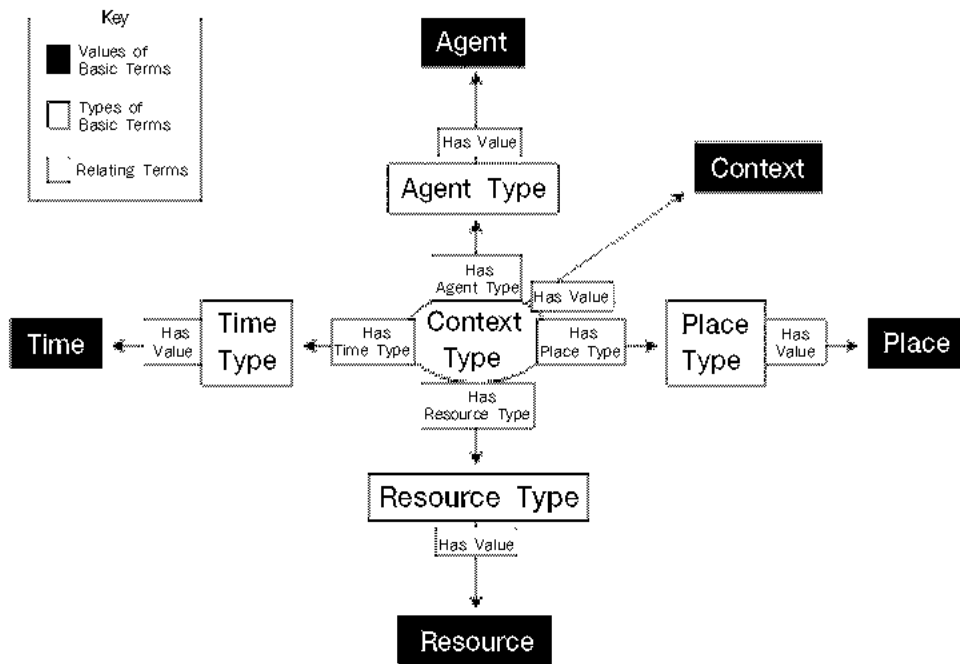 Key
Values of
Basic Terms
Types of
Basic Terms
Relating Terms
Agent
Has Value
Agent Type
Context
Has
Agent Type
Has Value
Time
Has
Value
Time
Type
Has
Time Type
Context
Type
Has
Place Type
Place
Type
Has
Value
Place
Has
Resource Type
Resource Type
Has Value
Resource